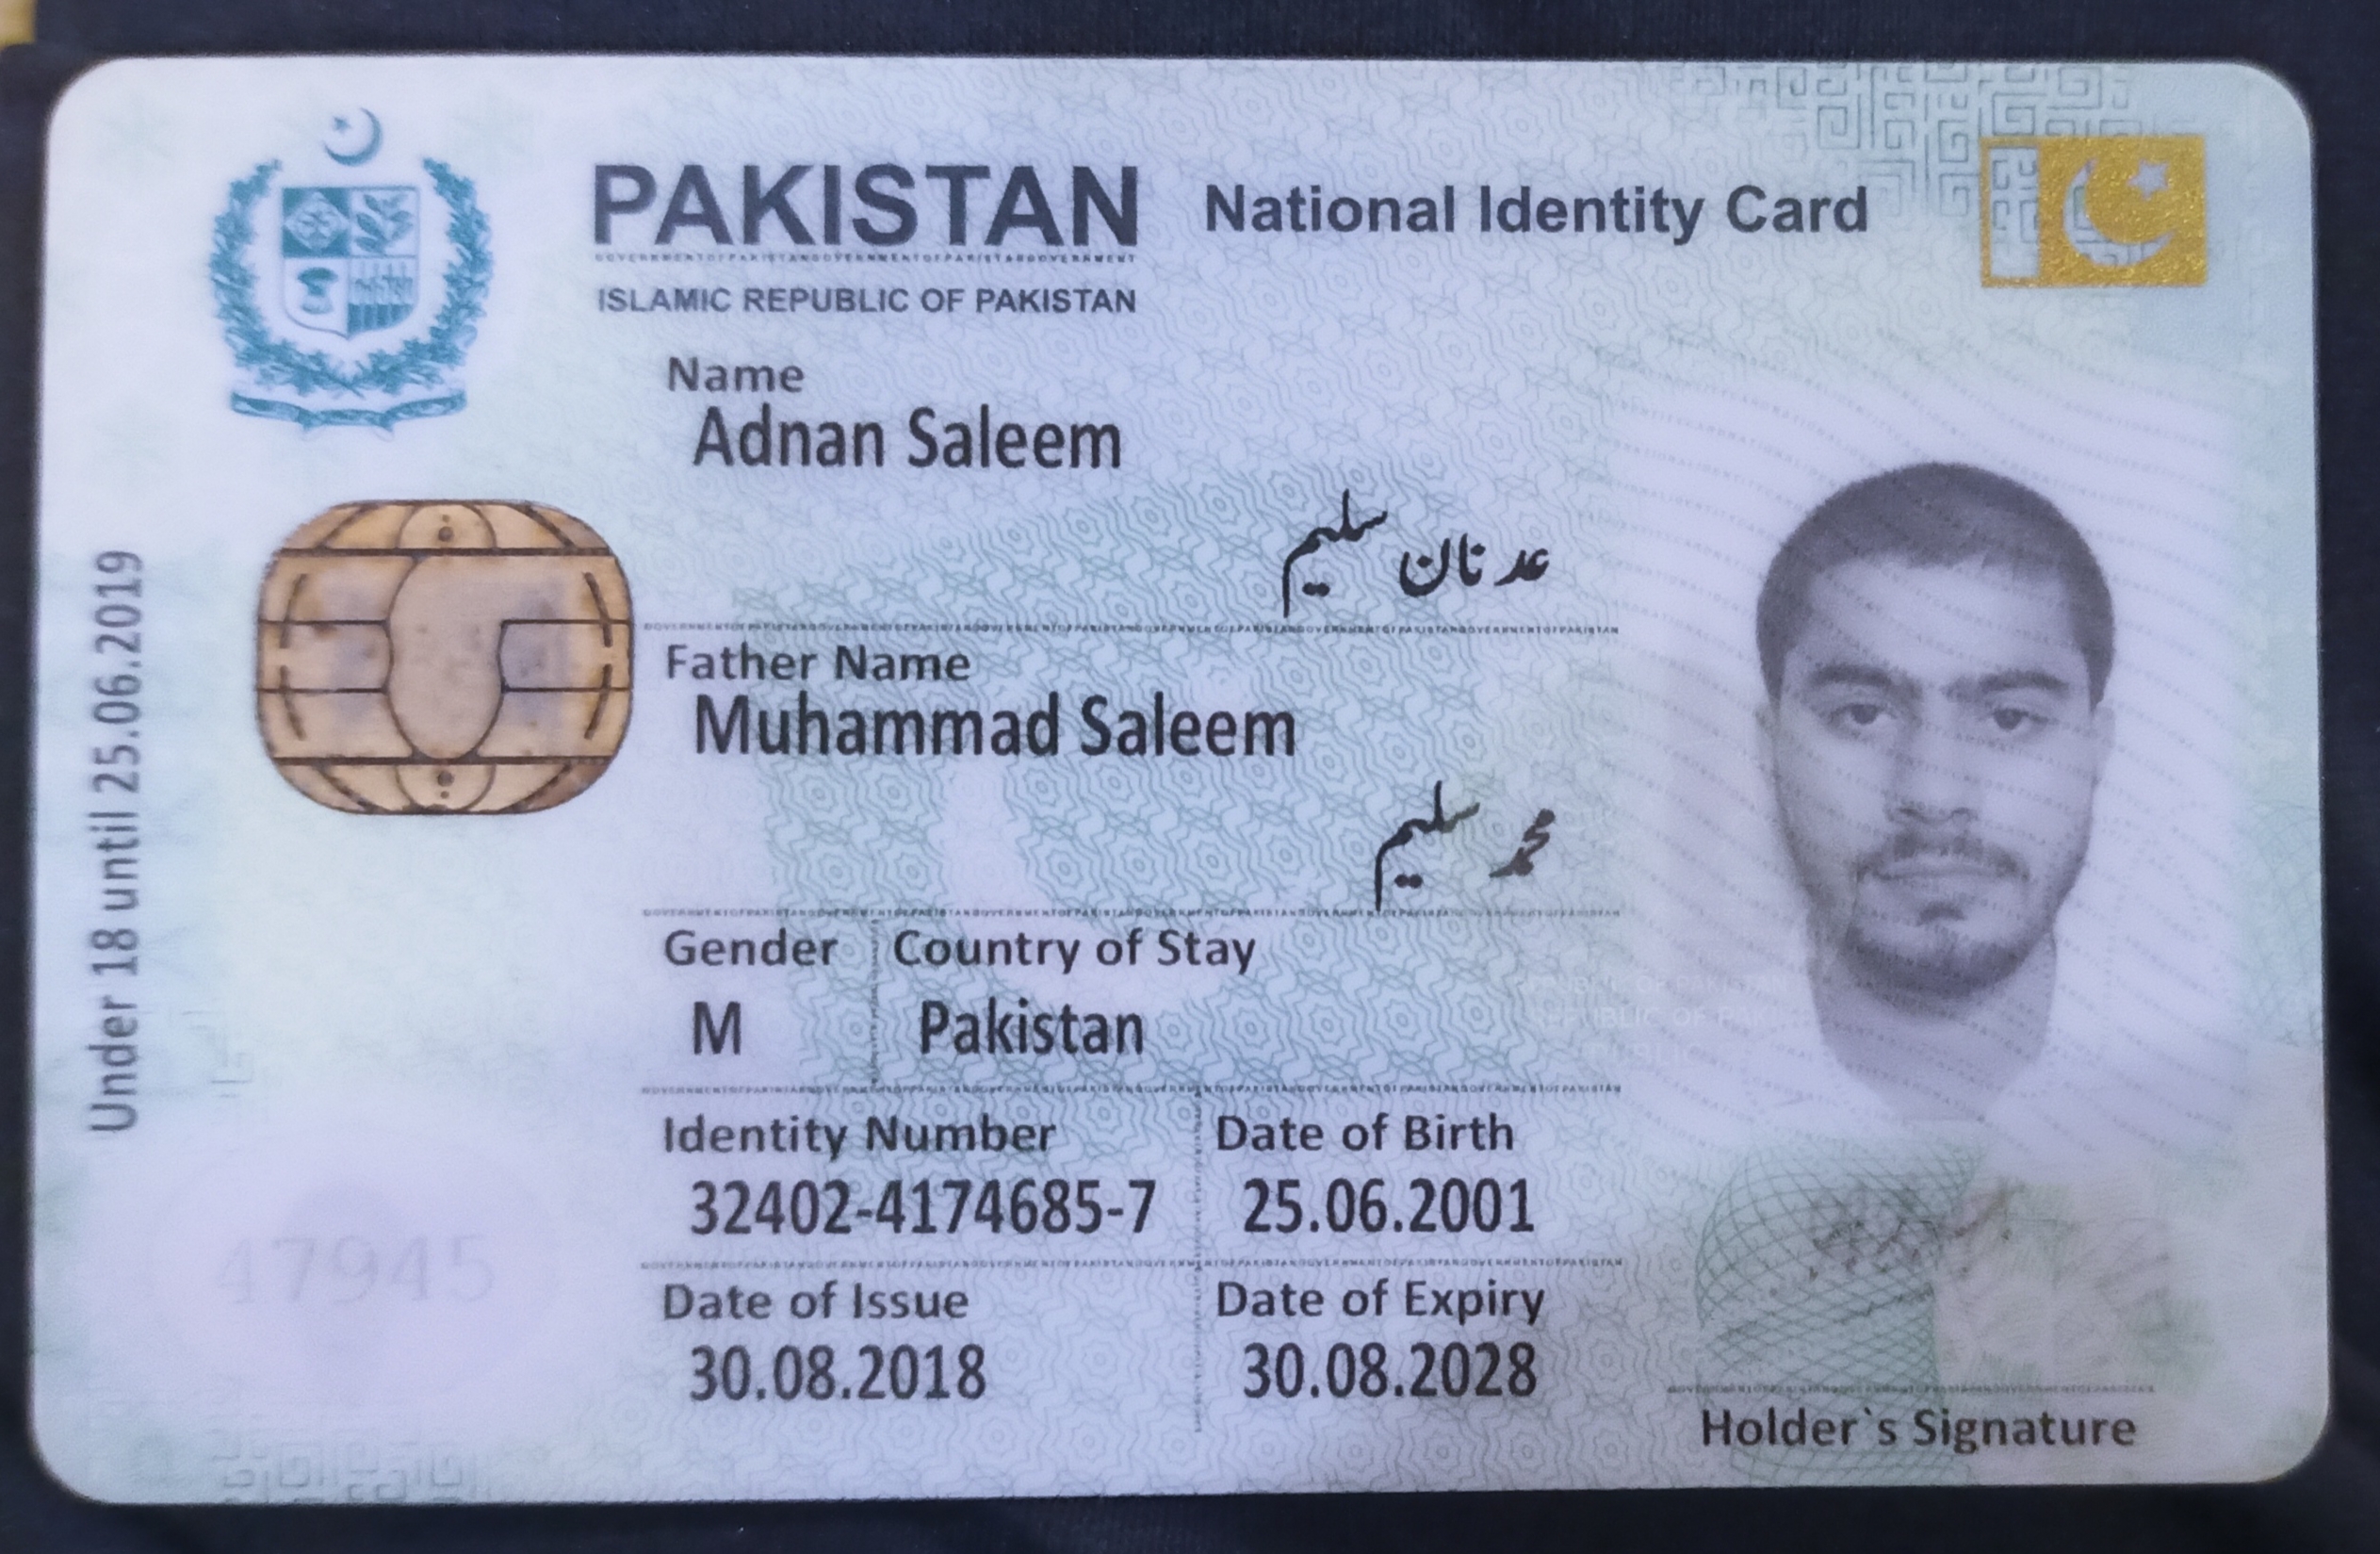 PAKISTAN National Identity Card
ISLAMIC REPUBLIC OF PAKISTAN
Name
Adnan Saleem
عدنان سلیم
Father Name
Muhammad Saleem
محمد سلیم
Gender Country of Stay
M Pakistan
Identity Number Date of Birth
32402-4174685-7 25.06.2001
Date of Issue Date of Expiry
30.08.2018 30.08.2028
Holder`s Signature
Under 18 until 25.06.2019
47945